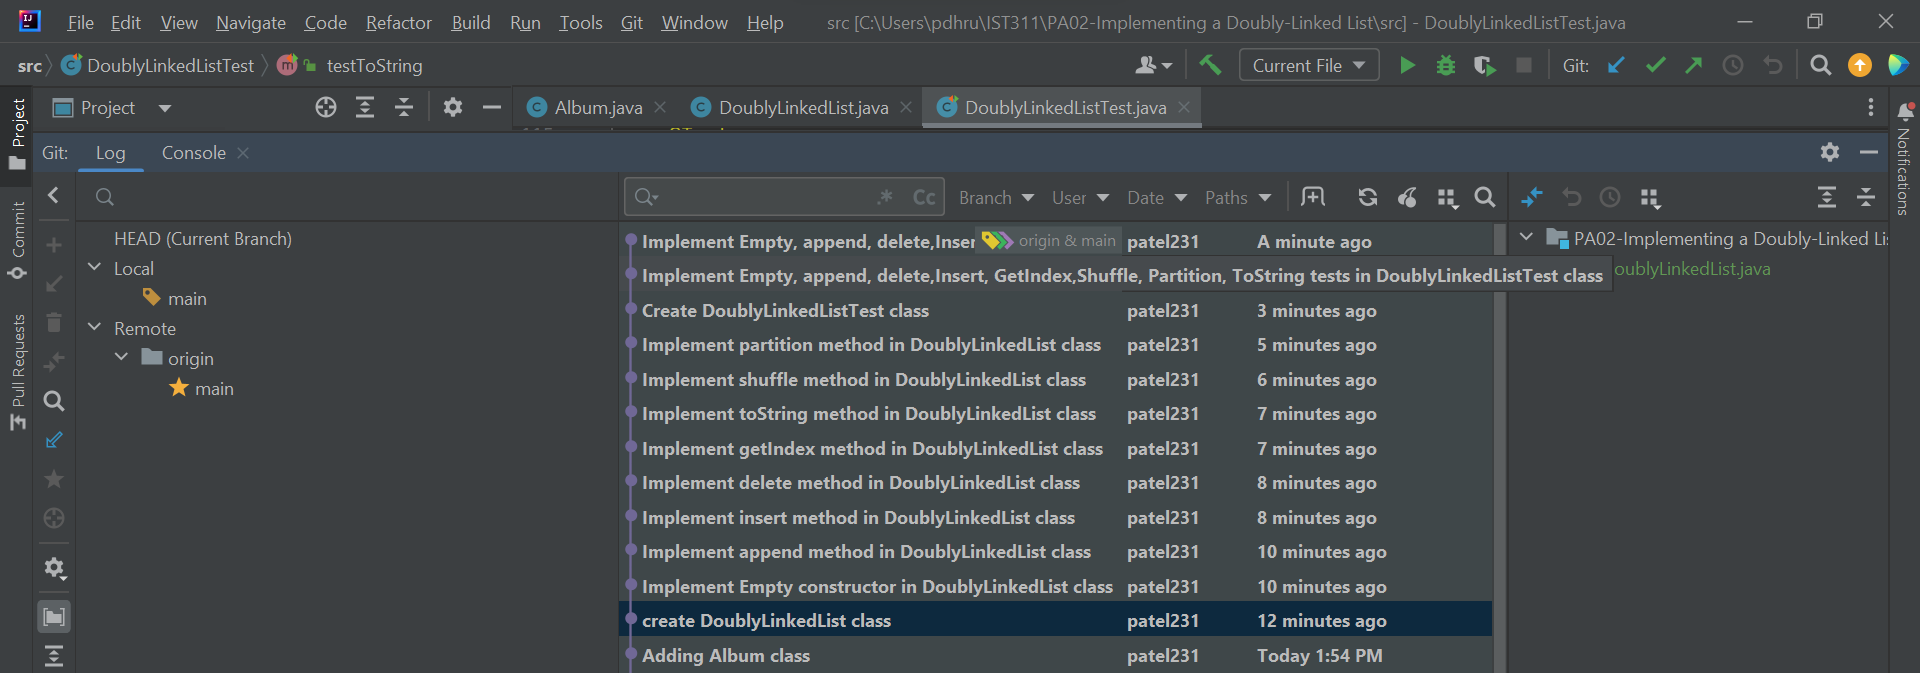 File Edit View Navigate Code Refactor Build Run Tools Git Window Help src [C:\Users\pdhru\IST311\PA02-Implementing a Doubly-Linked List\src] - DoublyLinkedListTest.java
src DoublyLinkedListTest m testToString Current File Git:
Project Album.java DoublyLinkedList.java DoublyLinkedListTest.java
Git: Log Console
.* Cc Branch User Date Paths
HEAD (Current Branch)
Local
main
Remote
origin
main
Implement Empty, append, delete,Inser origin & main patel231 A minute ago
Implement Empty, append, delete,Insert, GetIndex,Shuffle, Partition, ToString tests in DoublyLinkedListTest class
Create DoublyLinkedListTest class patel231 3 minutes ago
Implement partition method in DoublyLinkedList class patel231 5 minutes ago
Implement shuffle method in DoublyLinkedList class patel231 6 minutes ago
Implement toString method in DoublyLinkedList class patel231 7 minutes ago
Implement getIndex method in DoublyLinkedList class patel231 7 minutes ago
Implement delete method in DoublyLinkedList class patel231 8 minutes ago
Implement insert method in DoublyLinkedList class patel231 8 minutes ago
Implement append method in DoublyLinkedList class patel231 10 minutes ago
Implement Empty constructor in DoublyLinkedList class patel231 10 minutes ago
create DoublyLinkedList class patel231 12 minutes ago
Adding Album class patel231 Today 1:54 PM
PA02-Implementing a Doubly-Linked Li
oublyLinkedList.java
Project
Commit
Pull Requests
Notifications